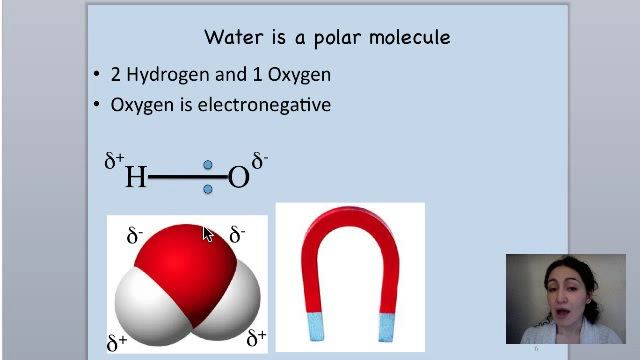 Water is a polar molecule
• 2 Hydrogen and 1 Oxygen
• Oxygen is electronegative
δ+ H O δ-
δ- δ-
δ+ δ+
6